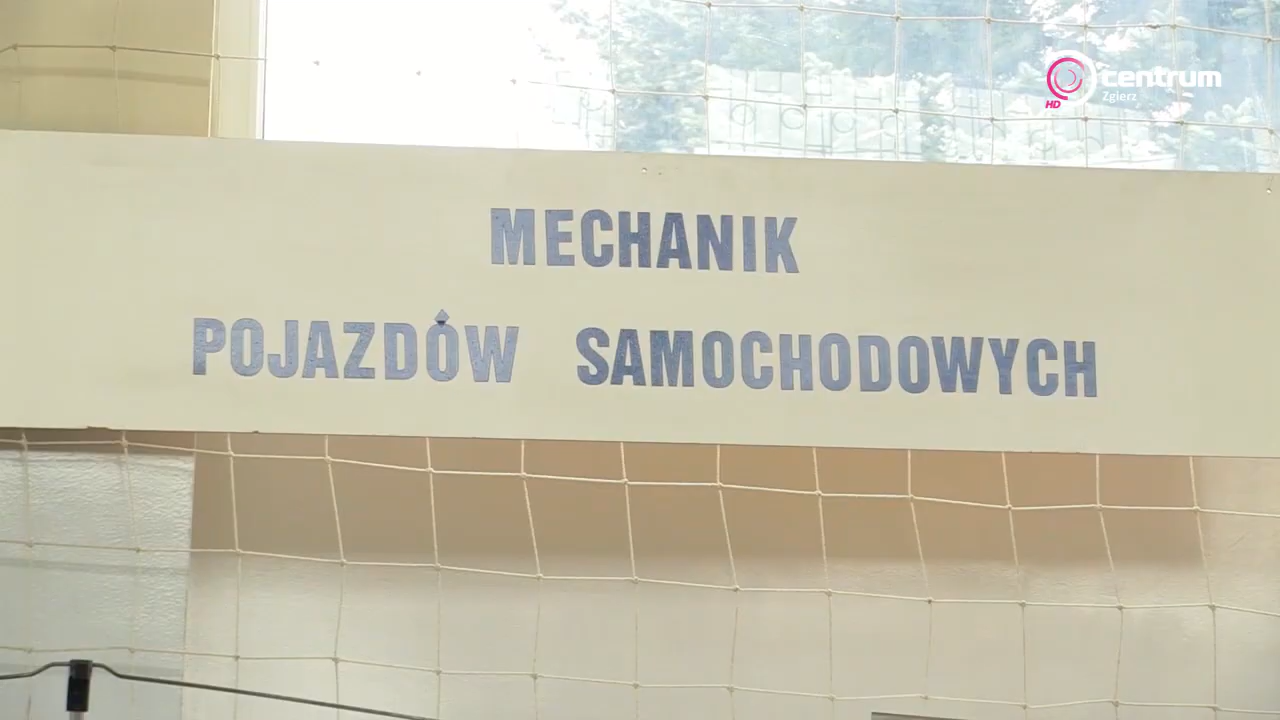 centrum
Zgierz
HD
MECHANIK
POJAZDÓW SAMOCHODOWYCH